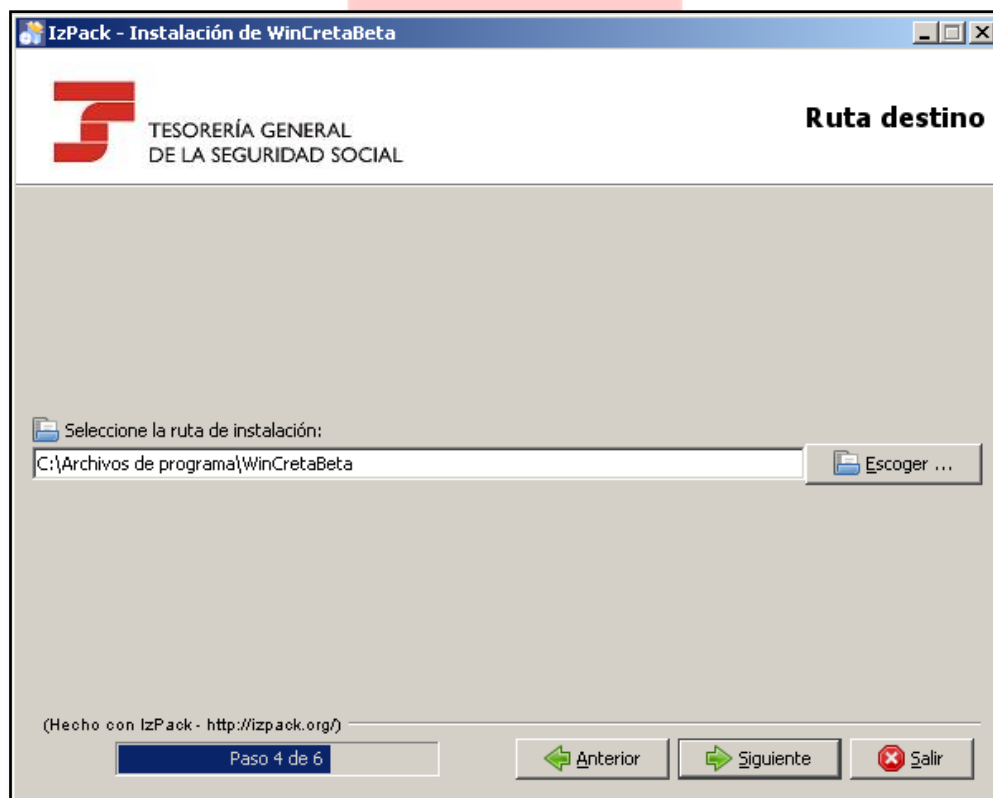 IzPack - Instalación de WinCretaBeta
TESORERÍA GENERAL
DE LA SEGURIDAD SOCIAL
Ruta destino
Seleccione la ruta de instalación:
C:\Archivos de programa\WinCretaBeta
Escoger ...
(Hecho con IzPack - http://izpack.org/)
Paso 4 de 6
Anterior
Siguiente
Salir